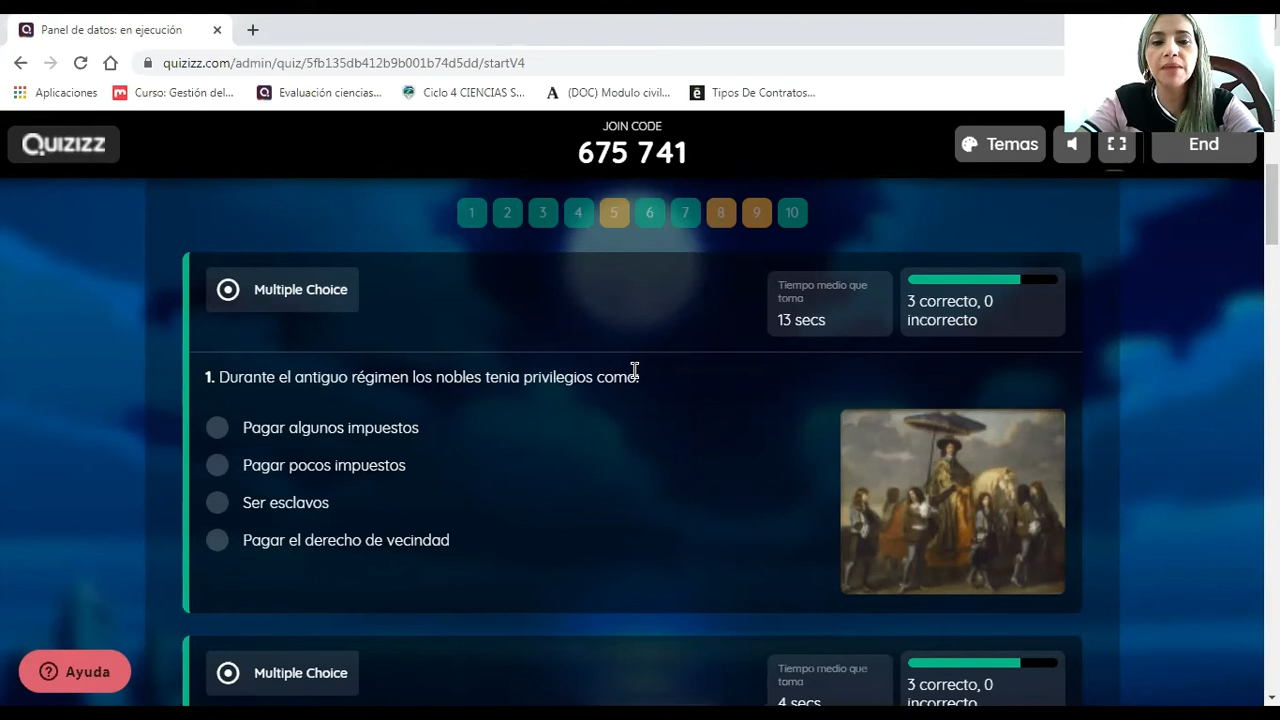 Panel de datos: en ejecución
quizizz.com/admin/quiz/5fb135db412b9b001b74d5dd/startV4
Aplicaciones
Curso: Gestión del...
Evaluación ciencias...
Ciclo 4 CIENCIAS S...
(DOC) Modulo civil...
Tipos De Contratos...
Quizizz
JOIN CODE
675 741
Temas
End
1 2 3 4 5 6 7 8 9 10
Multiple Choice
Tiempo medio que
toma
13 secs
3 correcto, 0
incorrecto
1. Durante el antiguo régimen los nobles tenia privilegios como:
Pagar algunos impuestos
Pagar pocos impuestos
Ser esclavos
Pagar el derecho de vecindad
Multiple Choice
Tiempo medio que
toma
4 secs
3 correcto, 0
incorrecto
Ayuda